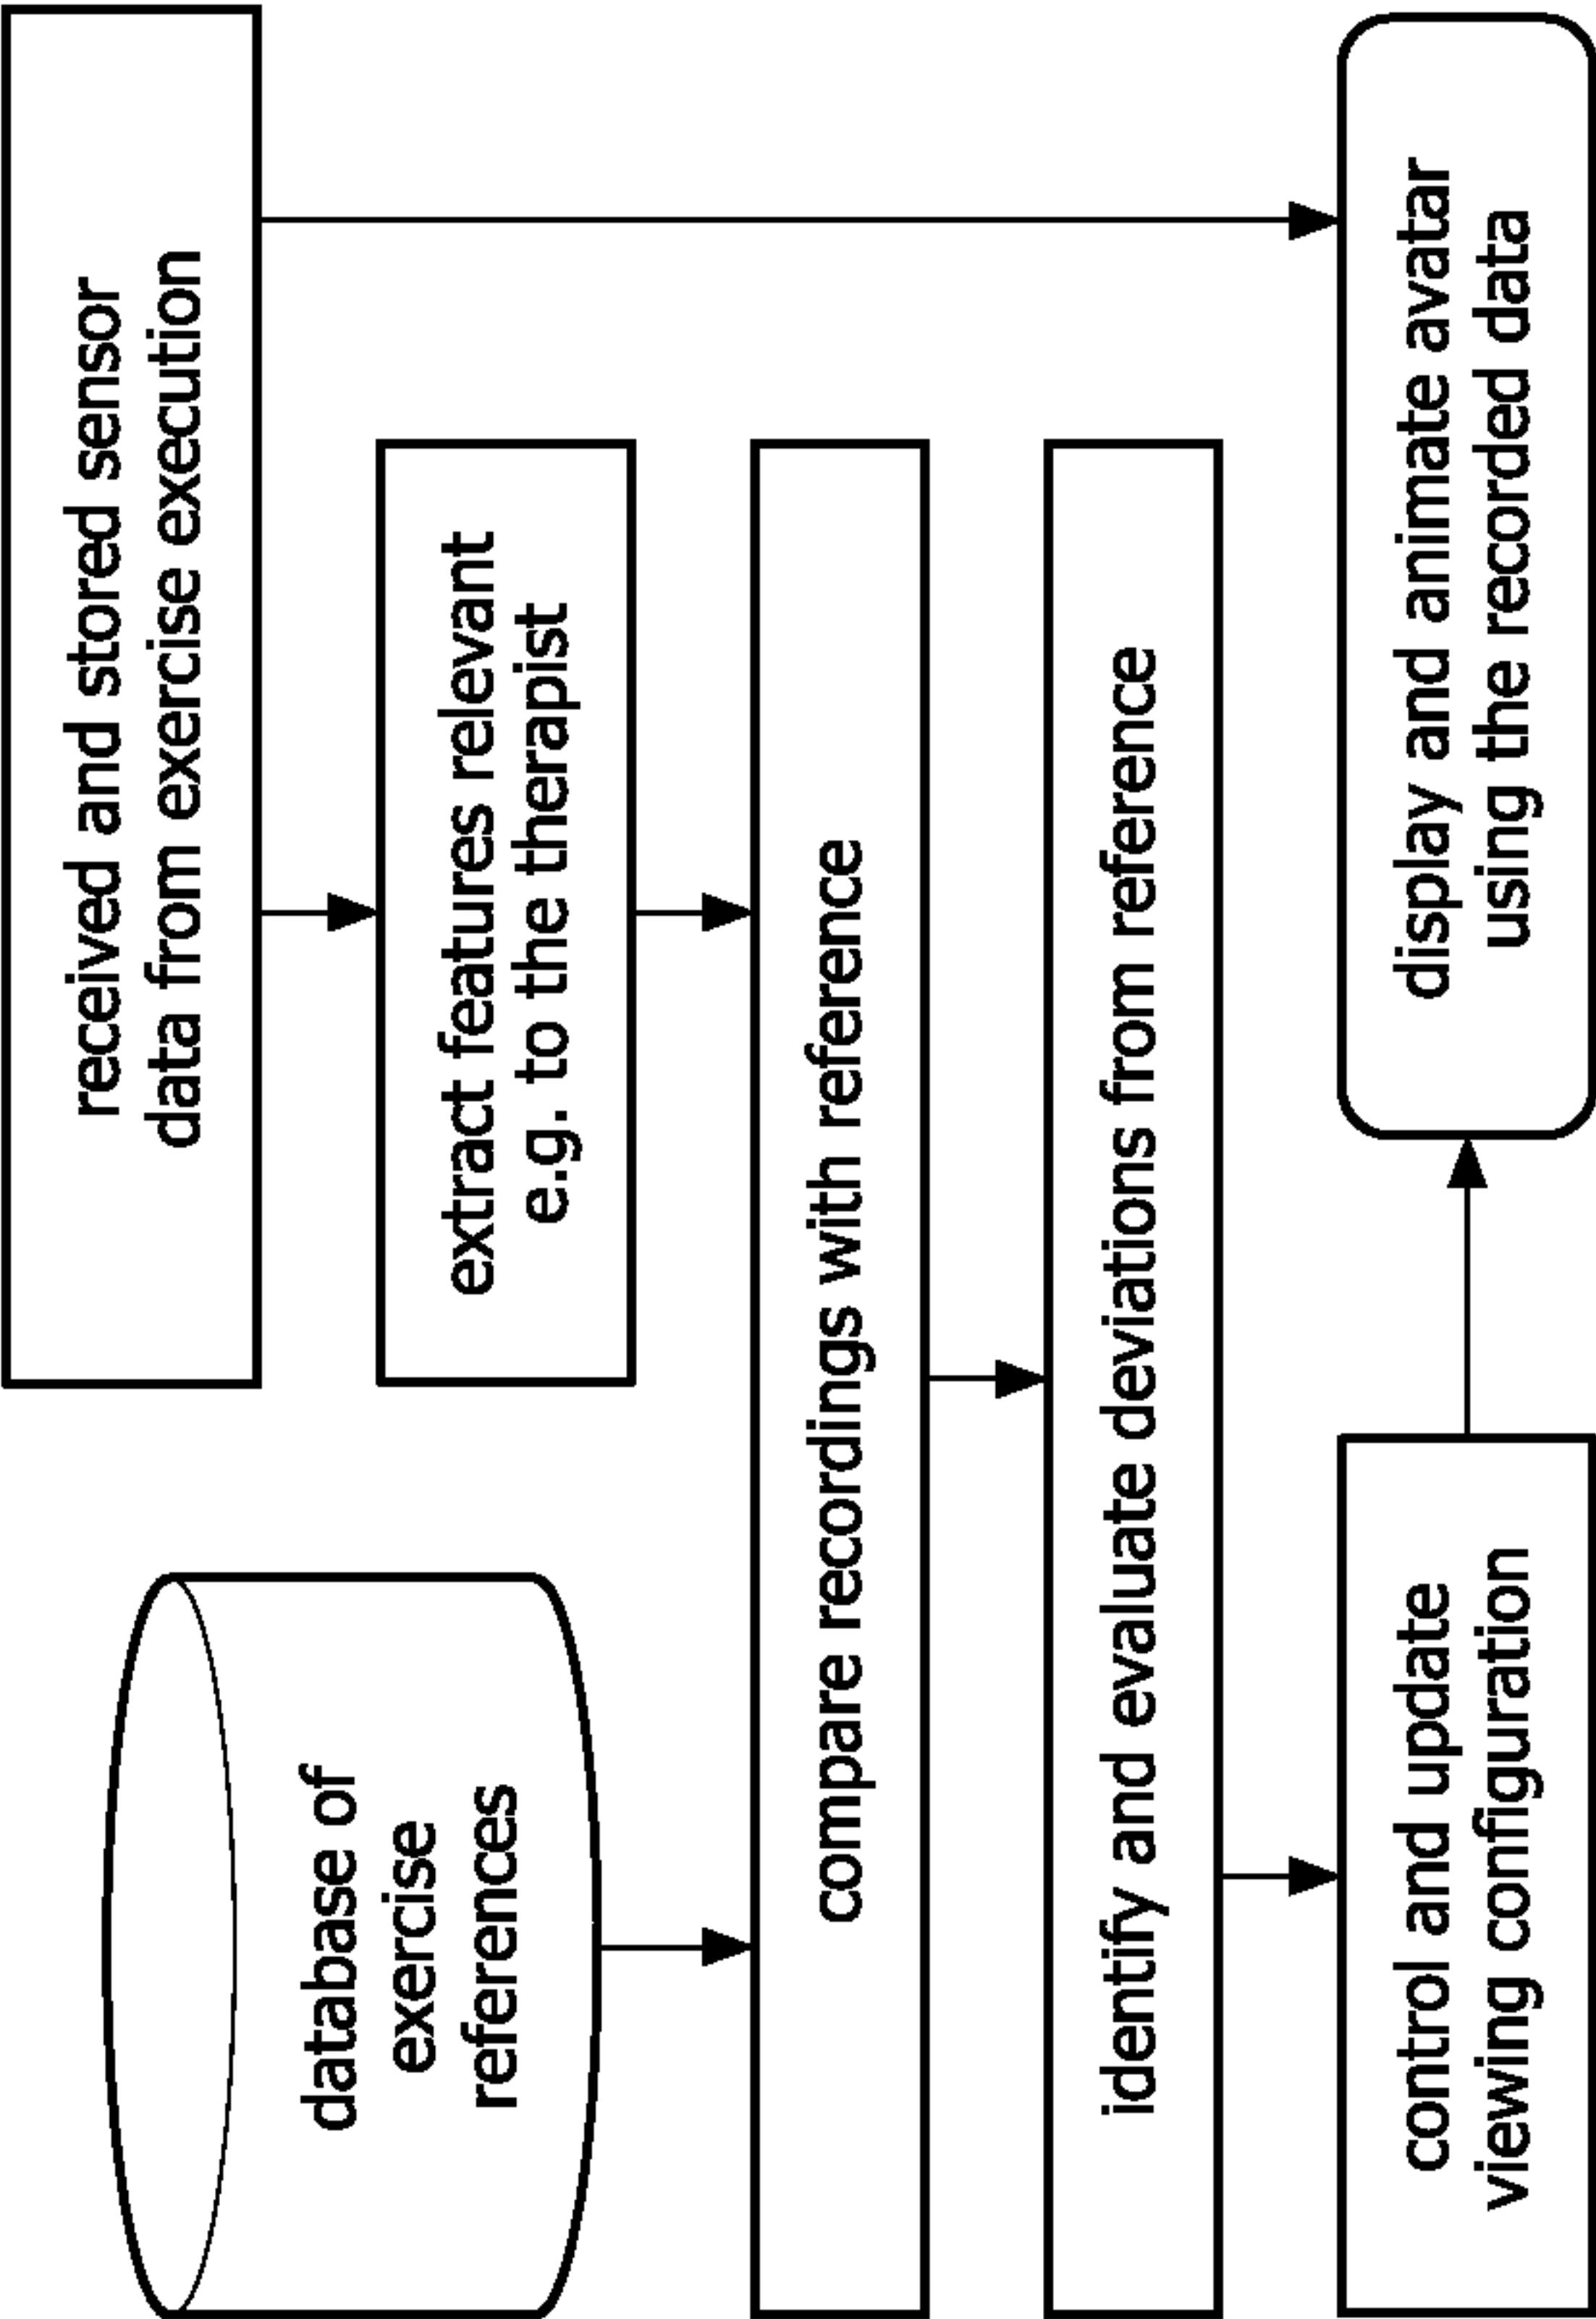 database of
exercise
references
received and stored sensor
data from exercise execution
extract features relevant
e.g. to the therapist
compare recordings with reference
identify and evaluate deviations from reference
control and update
viewing configuration
display and animate avatar
using the recorded data